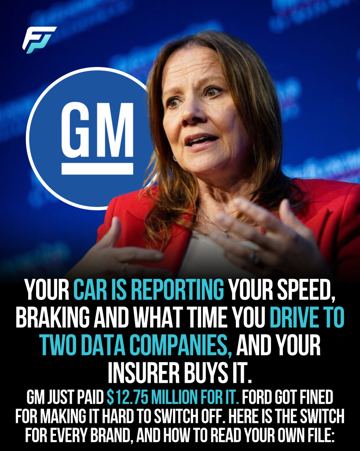 GM
YOUR CAR IS REPORTING YOUR SPEED,
BRAKING AND WHAT TIME YOU DRIVE TO
TWO DATA COMPANIES, AND YOUR
INSURER BUYS IT.
GM JUST PAID $12.75 MILLION FOR IT. FORD GOT FINED
FOR MAKING IT HARD TO SWITCH OFF. HERE IS THE SWITCH
FOR EVERY BRAND, AND HOW TO READ YOUR OWN FILE: